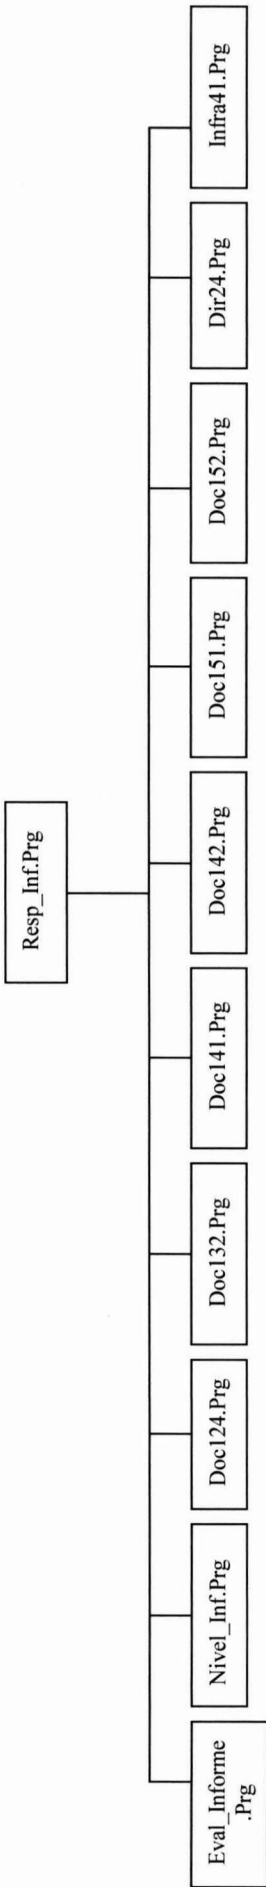 Resp_Inf.Prg
Eval_Informe
.Prg
Nivel_Inf.Prg
Doc124.Prg
Doc132.Prg
Doc141.Prg
Doc142.Prg
Doc151.Prg
Doc152.Prg
Dir24.Prg
Infra41.Prg